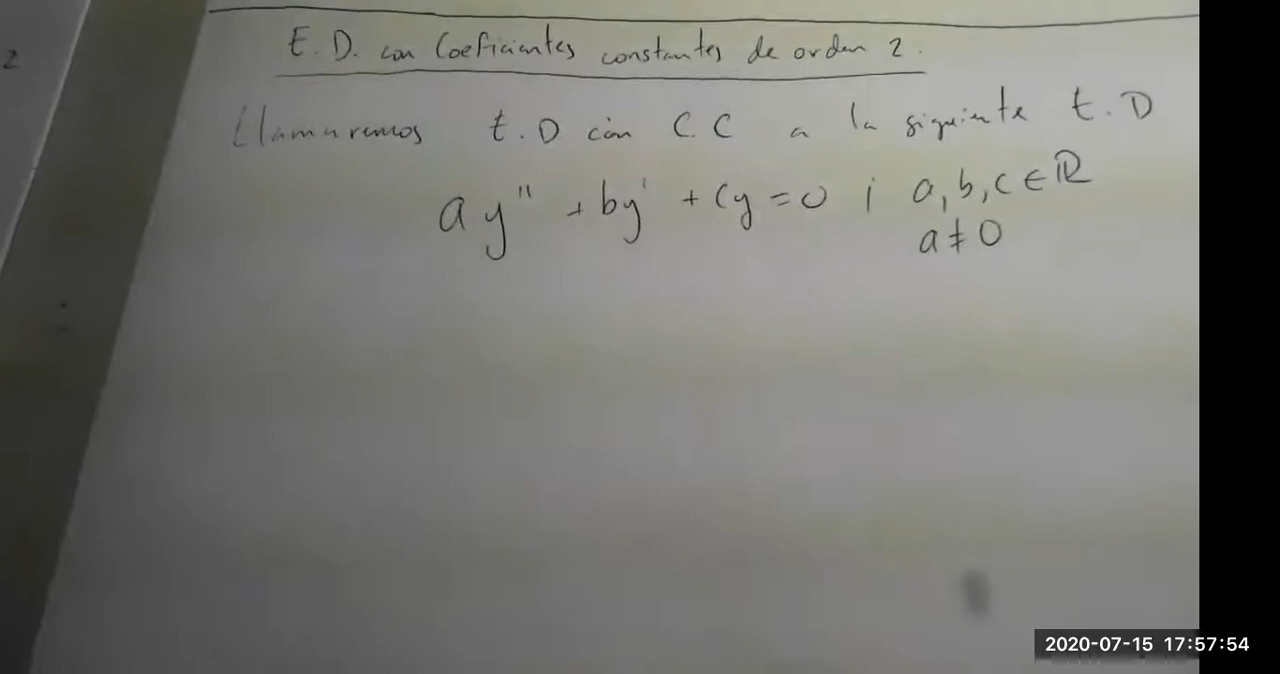 2
E. D. con Coeficientes constantes de orden 2.
Llamaremos E. D con C. C a la siguiente E. D
ay'' + by' + cy = 0 ; a, b, c ∈ ℝ
a ≠ 0
2020-07-15 17:57:54